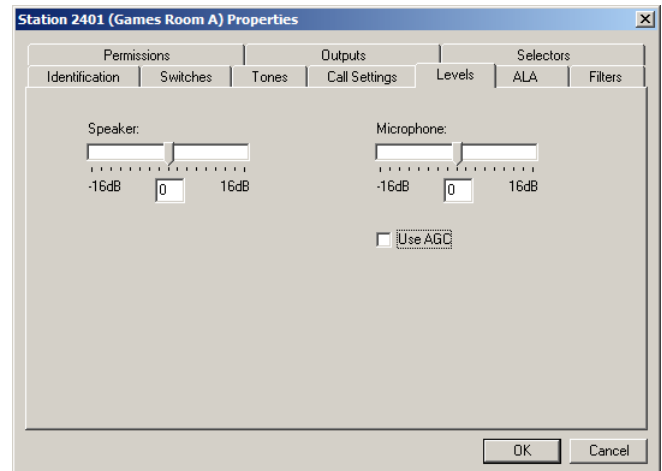 Station 2401 (Games Room A) Properties
Permissions Outputs Selectors
Identification Switches Tones Call Settings Levels ALA Filters
Speaker: Microphone:
-16dB 0 16dB -16dB 0 16dB
Use AGC
OK Cancel